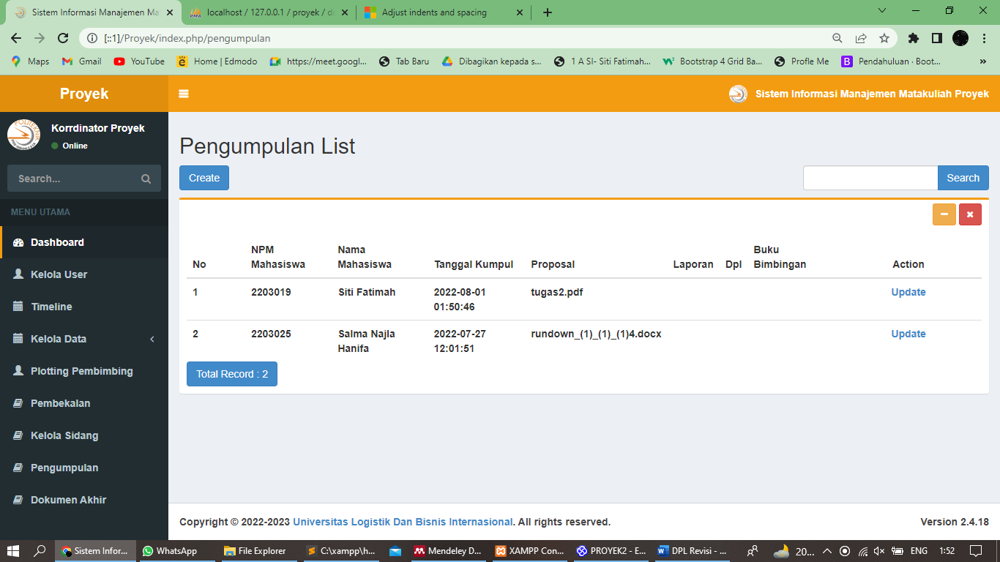 Sistem Informasi Manajemen Ma
localhost / 127.0.0.1 / proyek / do
Adjust indents and spacing
[::1]/Proyek/index.php/pengumpulan
Maps
Gmail
YouTube
Home | Edmodo
https://meet.googl...
Tab Baru
Dibagikan kepada s...
1 A SI- Siti Fatimah...
Bootstrap 4 Grid Ba...
Profle Me
Pendahuluan · Boot...
»
Proyek
Sistem Informasi Manajemen Matakuliah Proyek
Korrdinator Proyek
Online
Search...
MENU UTAMA
Dashboard
Kelola User
Timeline
Kelola Data
Plotting Pembimbing
Pembekalan
Kelola Sidang
Pengumpulan
Dokumen Akhir
Pengumpulan List
Create
Search
No
NPM
Mahasiswa
Nama
Mahasiswa
Tanggal Kumpul
Proposal
Laporan
Dpl
Buku
Bimbingan
Action
1
2203019
Siti Fatimah
2022-08-01
01:50:46
tugas2.pdf
Update
2
2203025
Salma Najla
Hanifa
2022-07-27
12:01:51
rundown_(1)_(1)_(1)4.docx
Update
Total Record : 2
Copyright © 2022-2023 Universitas Logistik Dan Bisnis Internasional. All rights reserved.
Version 2.4.18
Sistem Infor...
WhatsApp
File Explorer
C:\xampp\h...
Mendeley D...
XAMPP Con...
PROYEK2 - E...
DPL Revisi - ...
20...
ENG
1:52